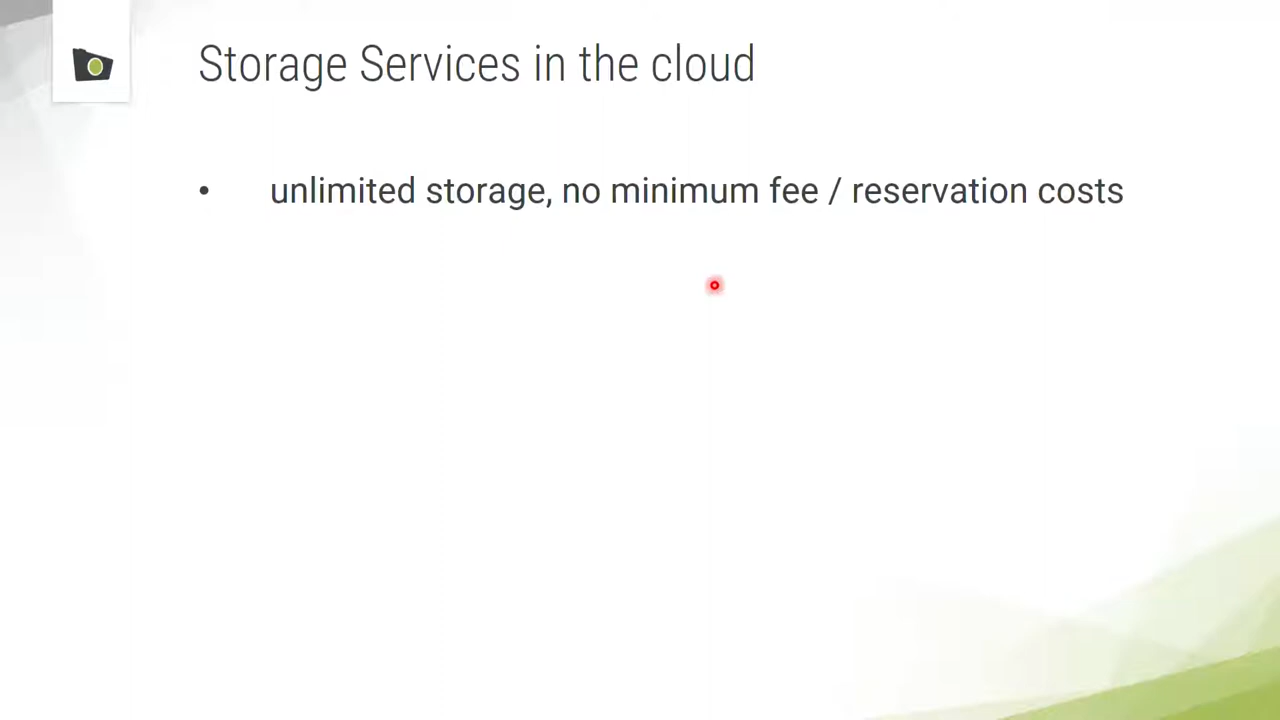 Storage Services in the cloud
• unlimited storage, no minimum fee / reservation costs